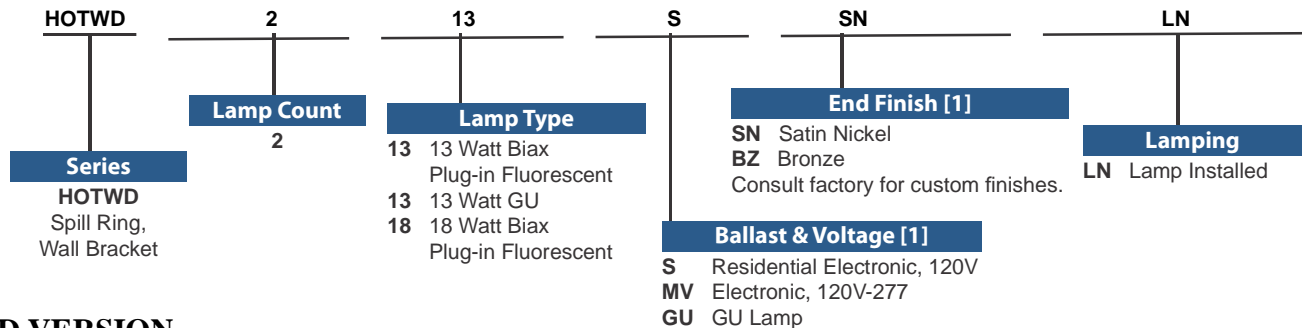 HOTWD 2 13 S SN LN
Series
HOTWD
Spill Ring,
Wall Bracket
Lamp Count
2
Lamp Type
13 13 Watt Biax
Plug-in Fluorescent
13 13 Watt GU
18 18 Watt Biax
Plug-in Fluorescent
End Finish [1]
SN Satin Nickel
BZ Bronze
Consult factory for custom finishes.
Ballast & Voltage [1]
S Residential Electronic, 120V
MV Electronic, 120V-277
GU GU Lamp
Lamping
LN Lamp Installed
D VERSION